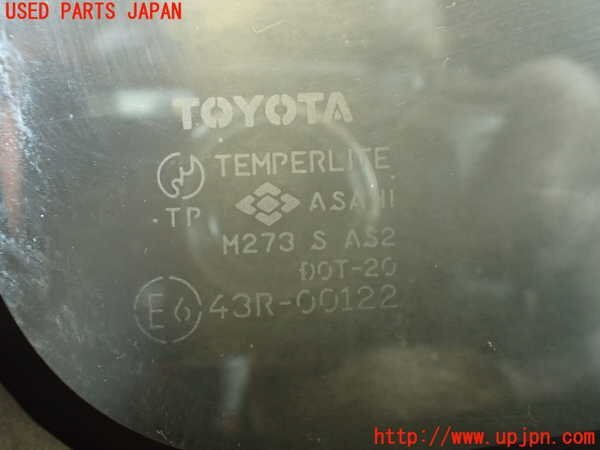 USED PARTS JAPAN
TOYOTA
TEMPERLITE
TP
ASAHI
M273 S AS2
DOT-20
E6 43R-00122
http://www.upjpn.com/